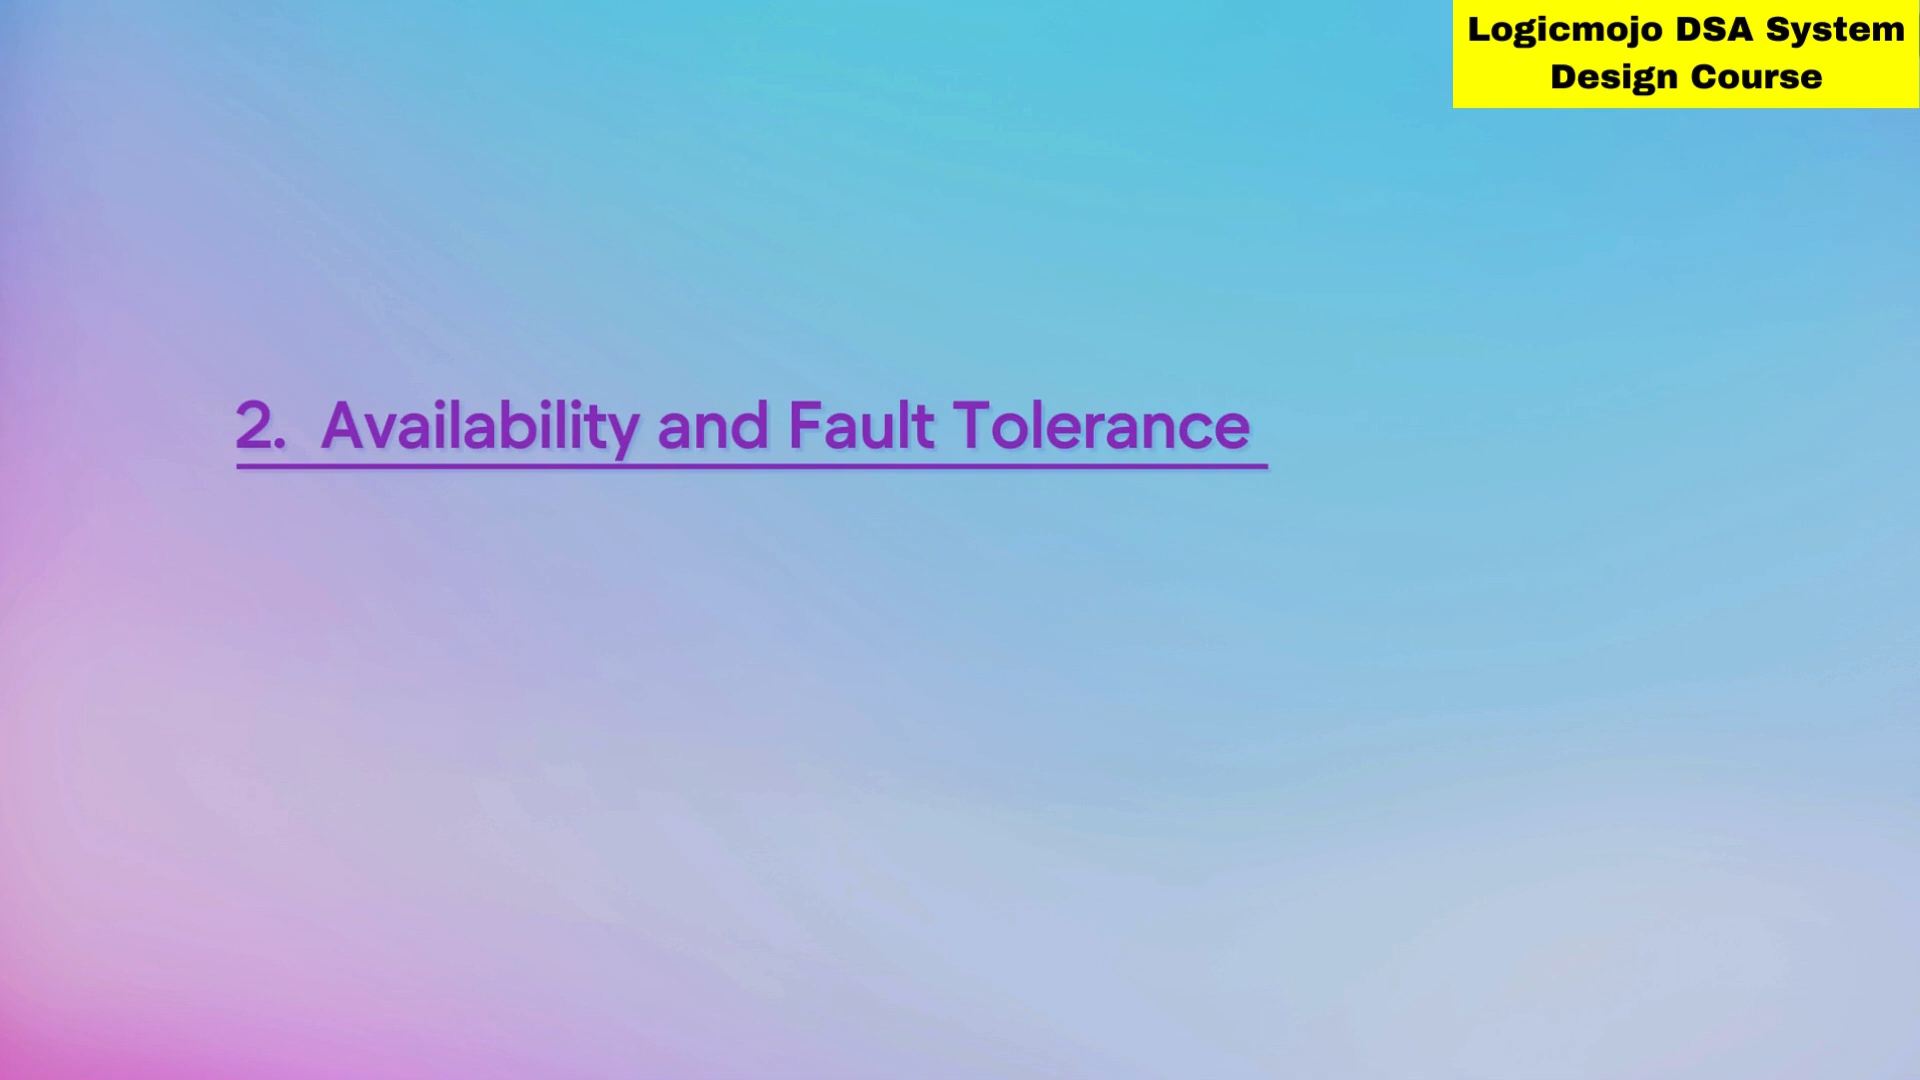 Logicmojo DSA System
Design Course
2. Availability and Fault Tolerance